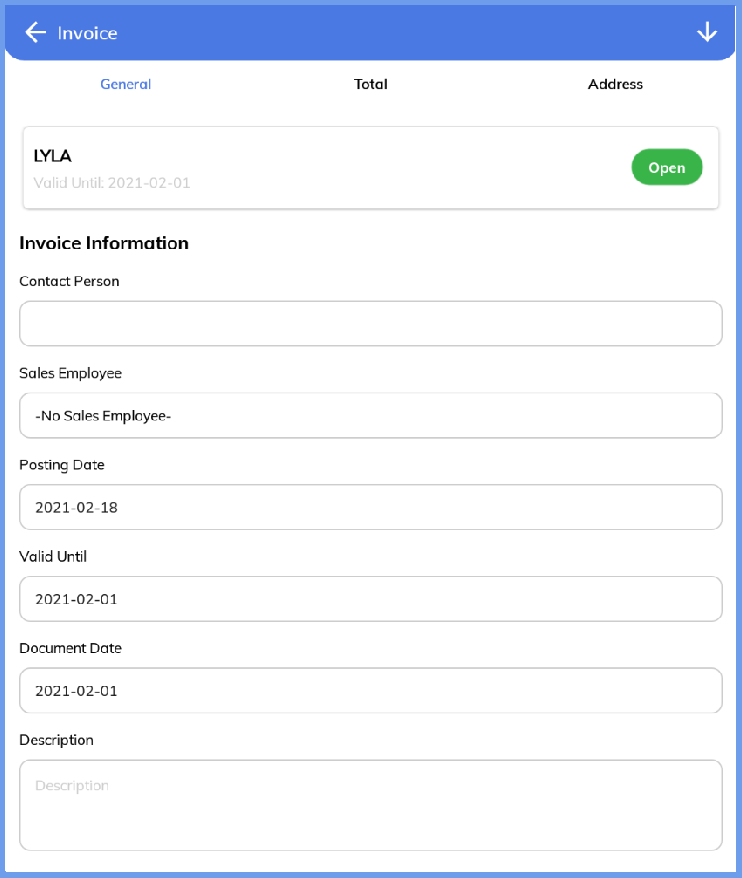 Invoice
General Total Address
LYLA
Valid Until: 2021-02-01
Open
Invoice Information
Contact Person
Sales Employee
-No Sales Employee-
Posting Date
2021-02-18
Valid Until
2021-02-01
Document Date
2021-02-01
Description
Description